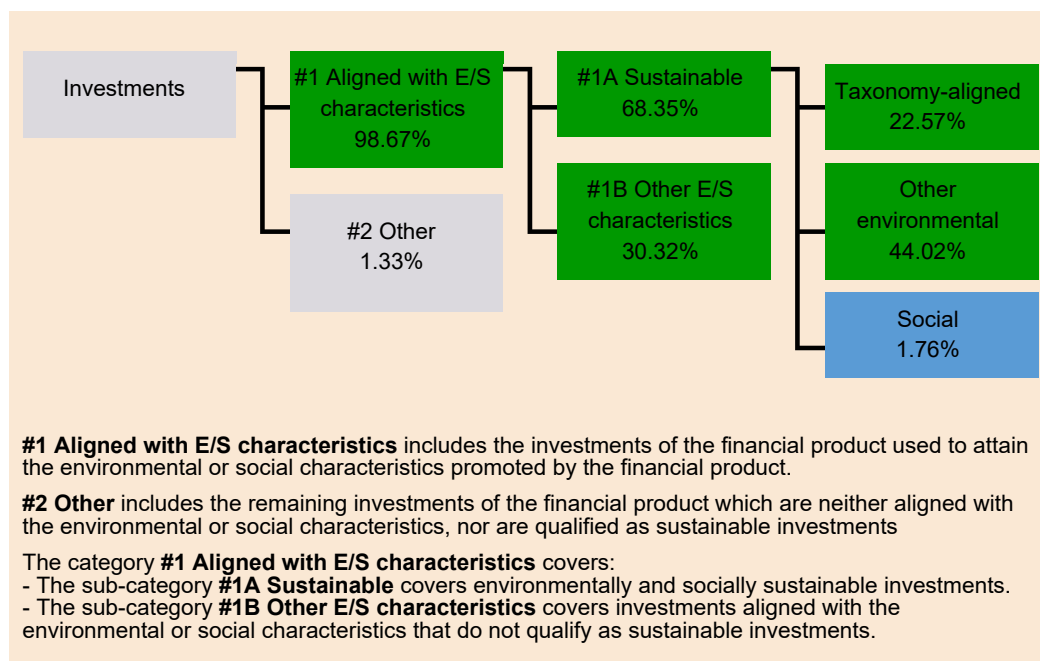 Investments
#1 Aligned with E/S
characteristics
98.67%
#2 Other
1.33%
#1A Sustainable
68.35%
#1B Other E/S
characteristics
30.32%
Taxonomy-aligned
22.57%
Other
environmental
44.02%
Social
1.76%
#1 Aligned with E/S characteristics includes the investments of the financial product used to attain
the environmental or social characteristics promoted by the financial product.
#2 Other includes the remaining investments of the financial product which are neither aligned with
the environmental or social characteristics, nor are qualified as sustainable investments
The category #1 Aligned with E/S characteristics covers:
- The sub-category #1A Sustainable covers environmentally and socially sustainable investments.
- The sub-category #1B Other E/S characteristics covers investments aligned with the
environmental or social characteristics that do not qualify as sustainable investments.